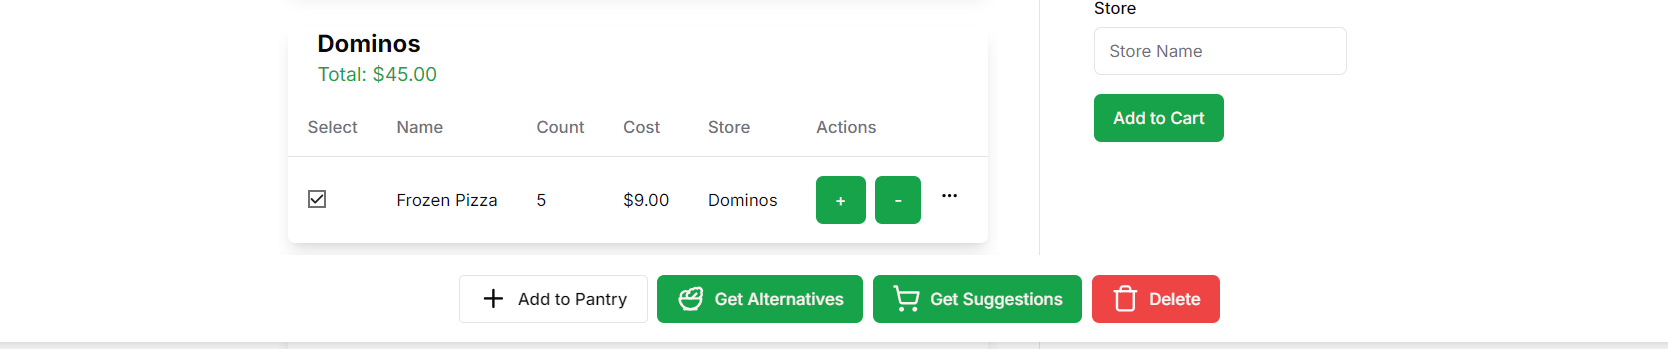 Dominos
Total: $45.00
Select Name Count Cost Store Actions
Frozen Pizza 5 $9.00 Dominos + - ...
Store
Store Name
Add to Cart
Add to Pantry Get Alternatives Get Suggestions Delete